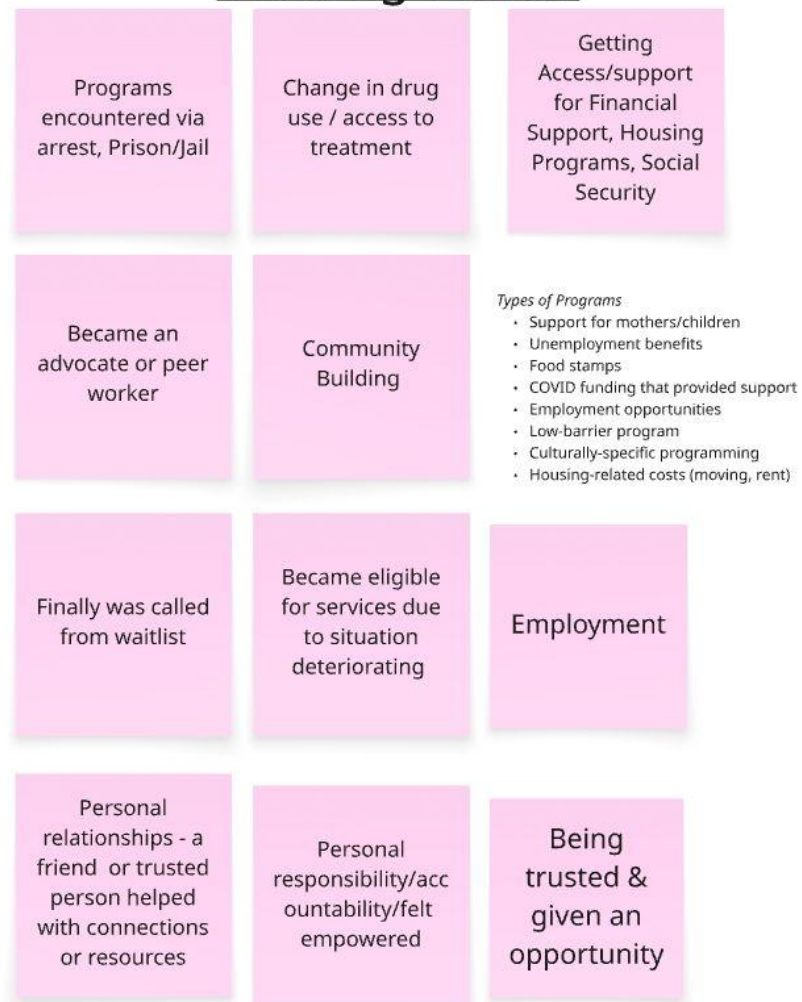 Programs
encountered via
arrest, Prison/Jail
Change in drug
use / access to
treatment
Getting
Access/support
for Financial
Support, Housing
Programs, Social
Security
Became an
advocate or peer
worker
Community
Building
Types of Programs
• Support for mothers/children
• Unemployment benefits
• Food stamps
• COVID funding that provided support
• Employment opportunities
• Low-barrier program
• Culturally-specific programming
• Housing-related costs (moving, rent)
Finally was called
from waitlist
Became eligible
for services due
to situation
deteriorating
Employment
Personal
relationships - a
friend or trusted
person helped
with connections
or resources
Personal
responsibility/acc
ountability/felt
empowered
Being
trusted &
given an
opportunity